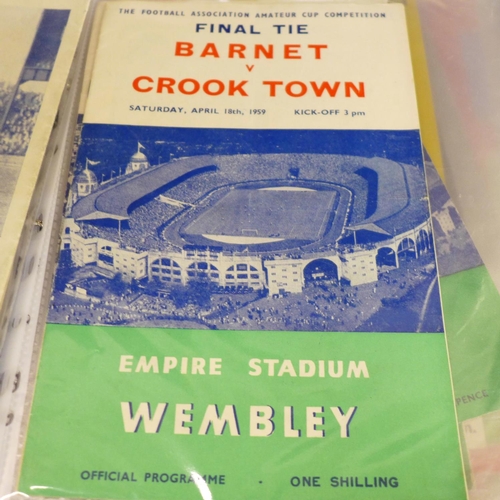 THE FOOTBALL ASSOCIATION AMATEUR CUP COMPETITION
FINAL TIE
BARNET
V
CROOK TOWN
SATURDAY, APRIL 18th, 1959 KICK-OFF 3 pm
EMPIRE STADIUM
WEMBLEY
OFFICIAL PROGRAMME - ONE SHILLING
PENCE